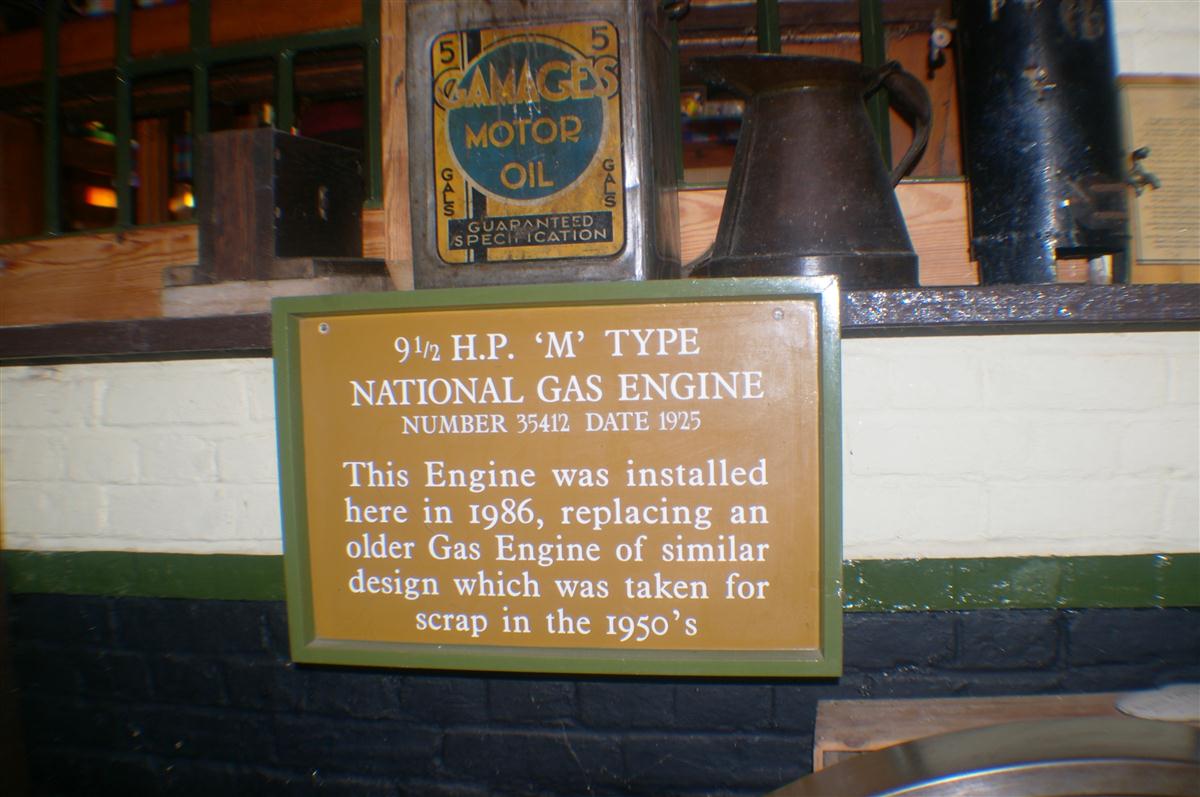 5 5
GAMAGES
MOTOR
OIL
GALS GALS
GUARANTEED
SPECIFICATION
9 1/2 H.P. 'M' TYPE
NATIONAL GAS ENGINE
NUMBER 35412 DATE 1925
This Engine was installed
here in 1986, replacing an
older Gas Engine of similar
design which was taken for
scrap in the 1950's